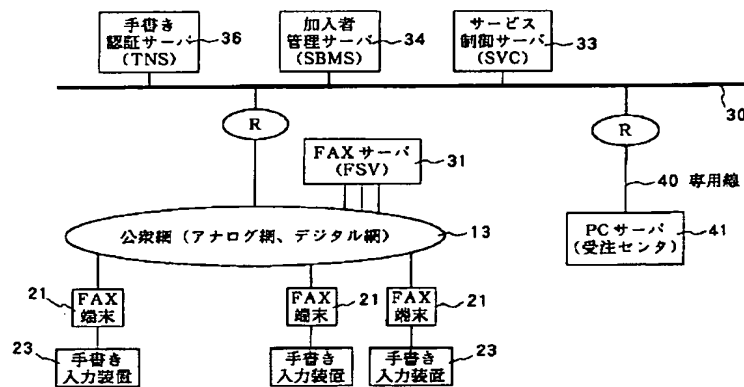 手書き
認証サーバ
(TNS)
36
加入者
管理サーバ
(SBMS)
34
サービス
制御サーバ
(SVC)
33
30
R
R
FAX サーバ
(FSV)
31
40 専用線
公衆網(アナログ網、デジタル網)
13
PC サーバ
(受注センタ)
41
21
FAX
端末
FAX
端末
21
FAX
端末
21
23
手書き
入力装置
手書き
入力装置
手書き
入力装置
23